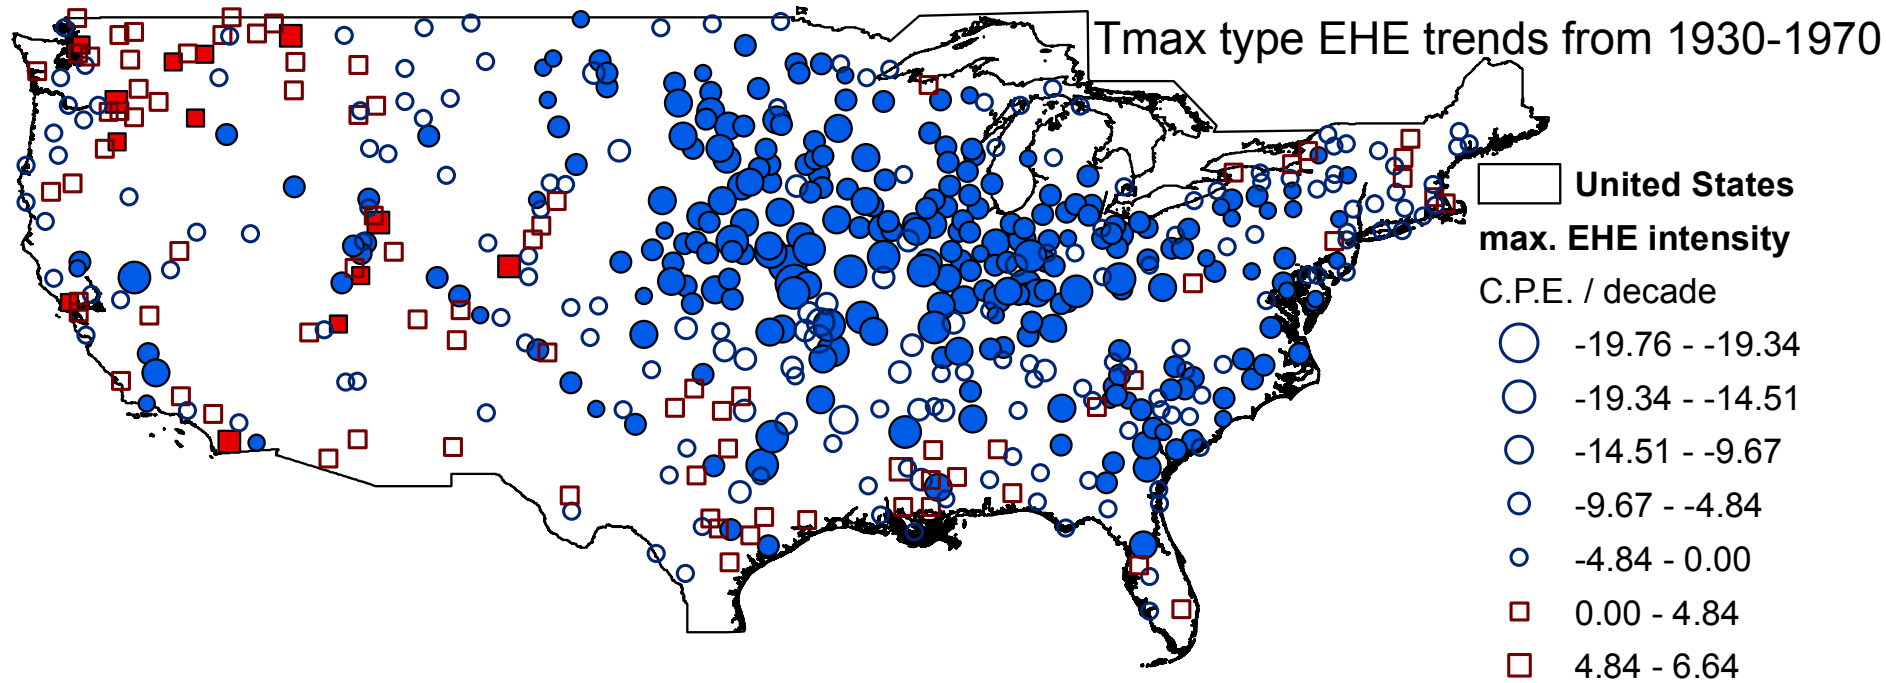 Tmax type EHE trends from 1930-1970
United States
max. EHE intensity
C.P.E. / decade
-19.76 - -19.34
-19.34 - -14.51
-14.51 - -9.67
-9.67 - -4.84
-4.84 - 0.00
0.00 - 4.84
4.84 - 6.64